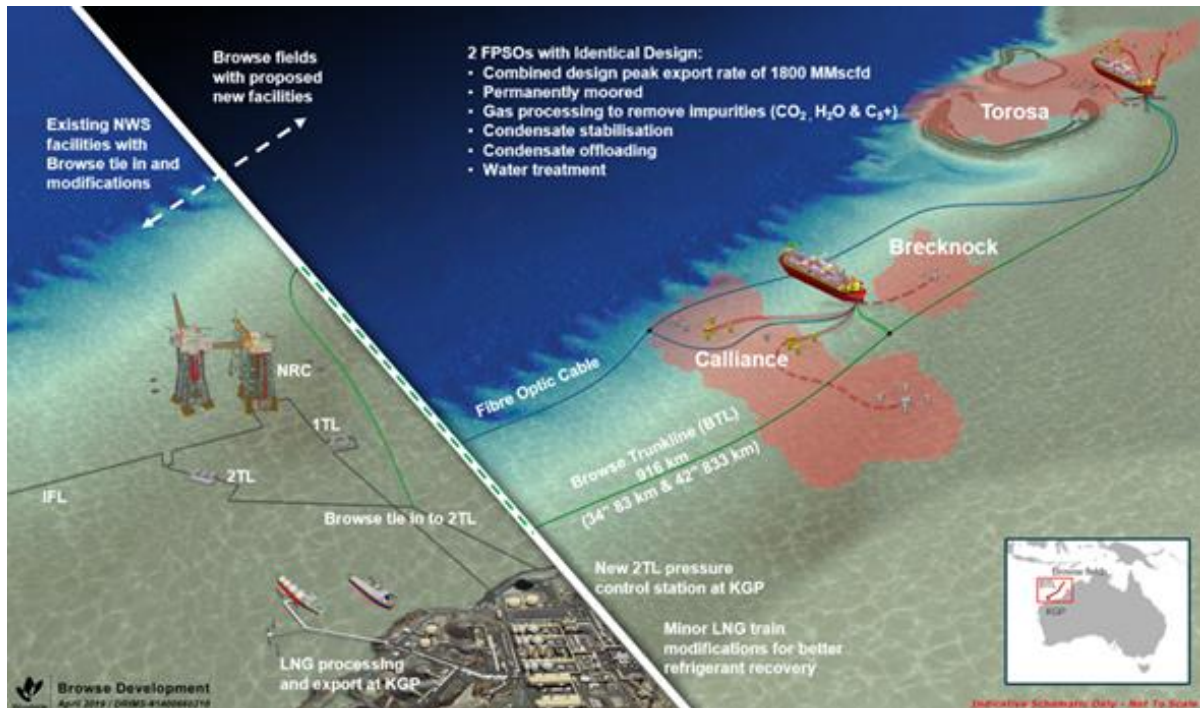 Browse fields
with proposed
new facilities
Existing NWS
facilities with
Browse tie in and
modifications
2 FPSOs with Identical Design:
• Combined design peak export rate of 1800 MMscfd
• Permanently moored
• Gas processing to remove impurities (CO2, H2O & C5+)
• Condensate stabilisation
• Condensate offloading
• Water treatment
Torosa
Brecknock
Calliance
Fibre Optic Cable
Browse Trunkline (BTL)
916 km
(34" 83 km & 42" 833 km)
NRC
1TL
2TL
IFL
Browse tie in to 2TL
New 2TL pressure
control station at KGP
Minor LNG train
modifications for better
refrigerant recovery
LNG processing
and export at KGP
Browse fields
KGP
Browse Development
April 2019 /
Indicative Schematic Only - Not To Scale